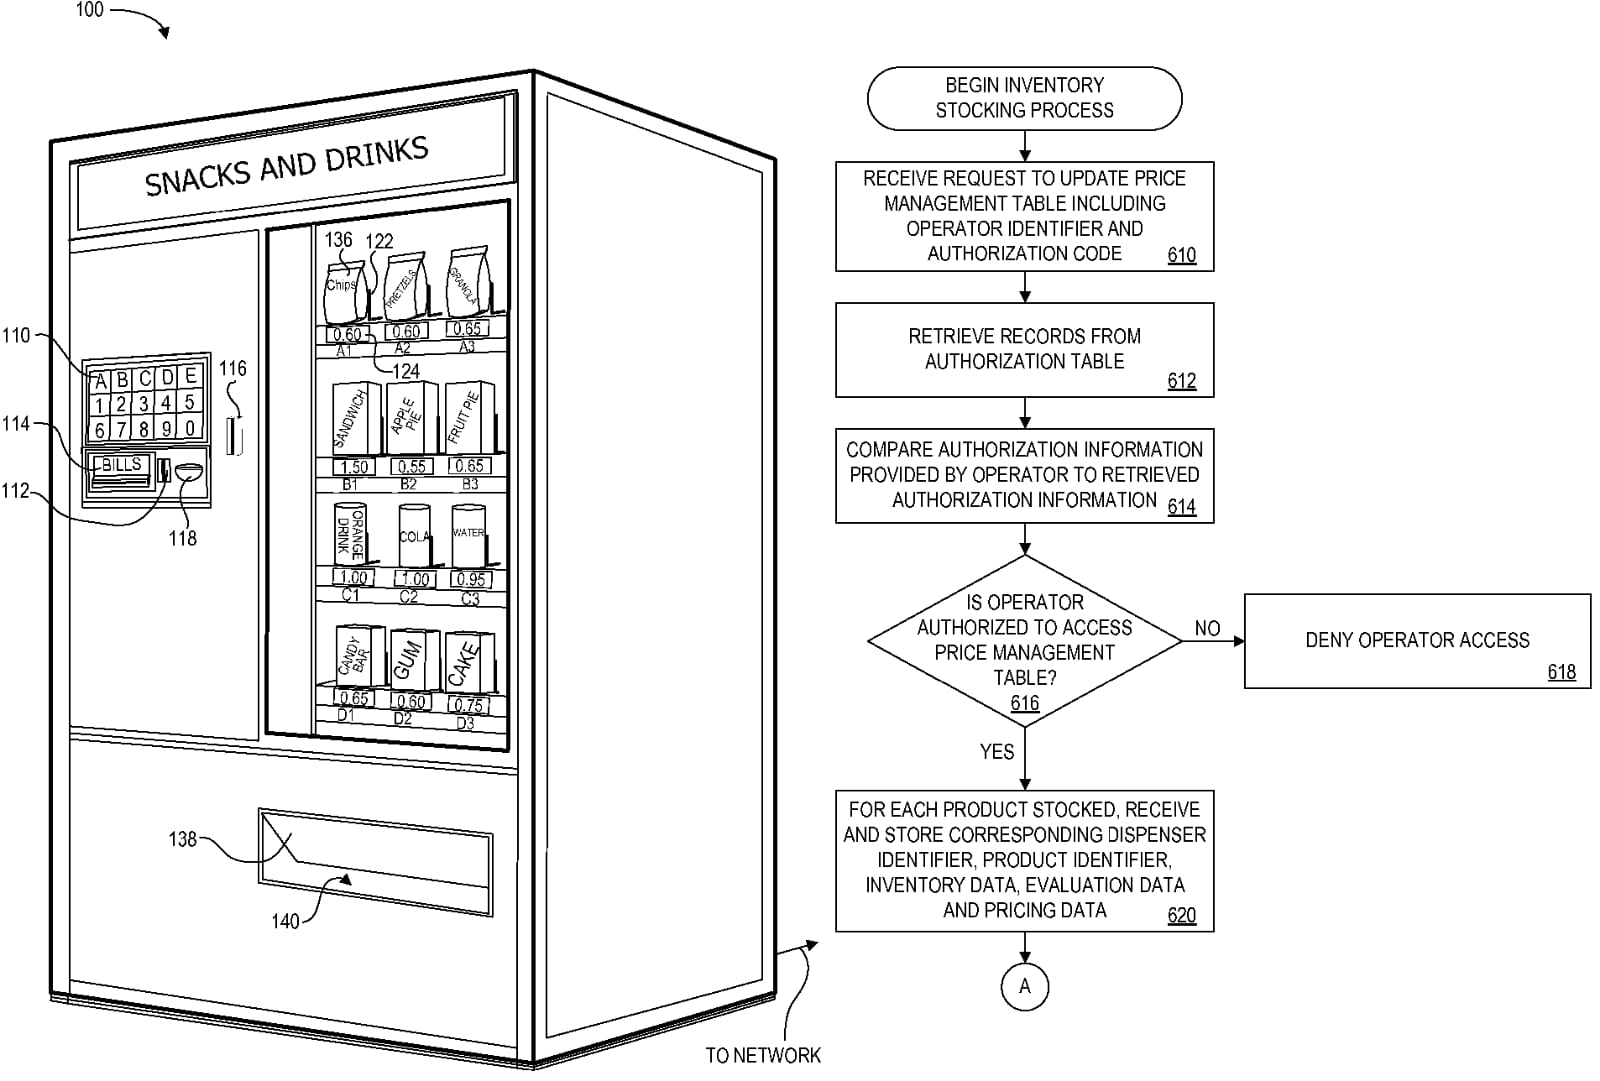 100
SNACKS AND DRINKS
136
122
Chips
PRETZELS
GRANOLA
0.60
0.60
0.65
A1
A2
A3
124
110
A B C D E
1 2 3 4 5
6 7 8 9 0
116
114
BILLS
112
118
SANDWICH
APPLE
PIE
FRUIT PIE
1.50
0.55
0.65
B1
B2
B3
ORANGE
DRINK
COLA
WATER
1.00
1.00
0.95
C1
C2
C3
CANDY
BAR
GUM
CAKE
0.65
0.60
0.75
D1
D2
D3
138
140
TO NETWORK
BEGIN INVENTORY
STOCKING PROCESS
RECEIVE REQUEST TO UPDATE PRICE
MANAGEMENT TABLE INCLUDING
OPERATOR IDENTIFIER AND
AUTHORIZATION CODE
610
RETRIEVE RECORDS FROM
AUTHORIZATION TABLE
612
COMPARE AUTHORIZATION INFORMATION
PROVIDED BY OPERATOR TO RETRIEVED
AUTHORIZATION INFORMATION
614
IS OPERATOR
AUTHORIZED TO ACCESS
PRICE MANAGEMENT
TABLE?
616
NO
DENY OPERATOR ACCESS
618
YES
FOR EACH PRODUCT STOCKED, RECEIVE
AND STORE CORRESPONDING DISPENSER
IDENTIFIER, PRODUCT IDENTIFIER,
INVENTORY DATA, EVALUATION DATA
AND PRICING DATA
620
A